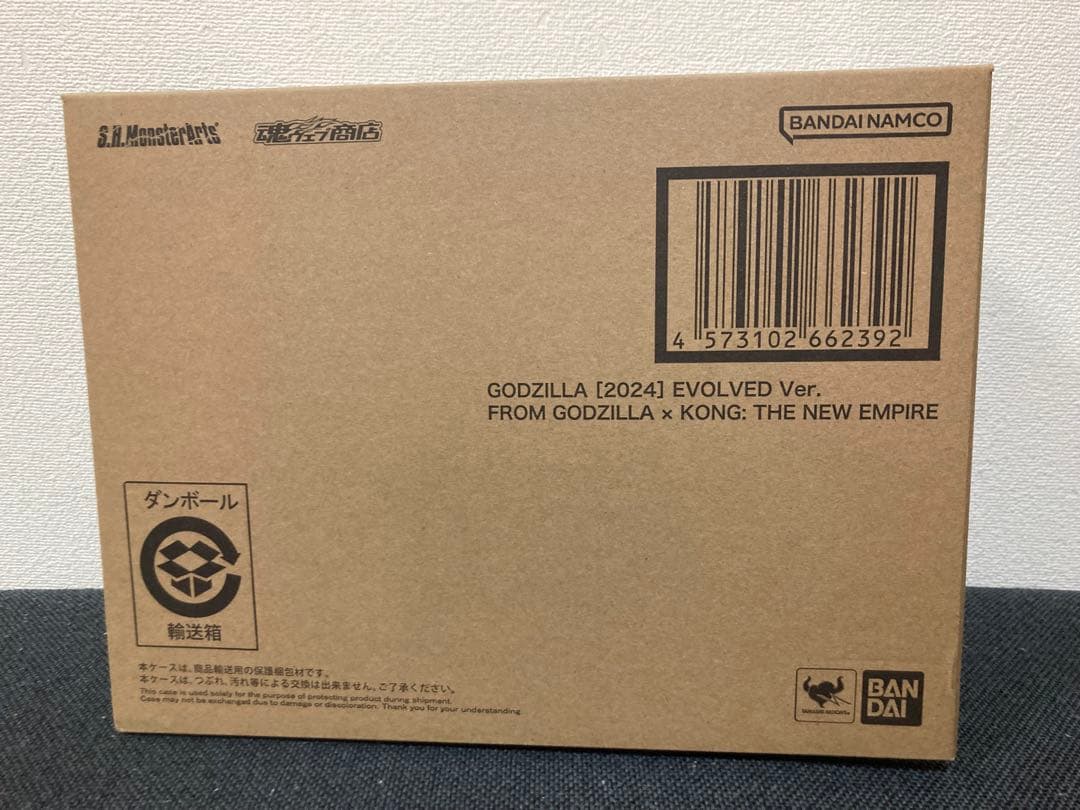 S.H.MonsterArts
魂ウェブ商店
BANDAI NAMCO
4 573102 662392
GODZILLA [2024] EVOLVED Ver.
FROM GODZILLA × KONG: THE NEW EMPIRE
ダンボール
輸送箱
本ケースは、商品輸送用の保護梱包材です。
本ケースは、つぶれ、汚れ等による交換は出来ません。ご了承ください。
This case is used solely for the purpose of protecting product during shipment.
Case may not be exchanged due to damage or discoloration. Thank you for your understanding.
TAMASHII NATIONS
BAN
DAI